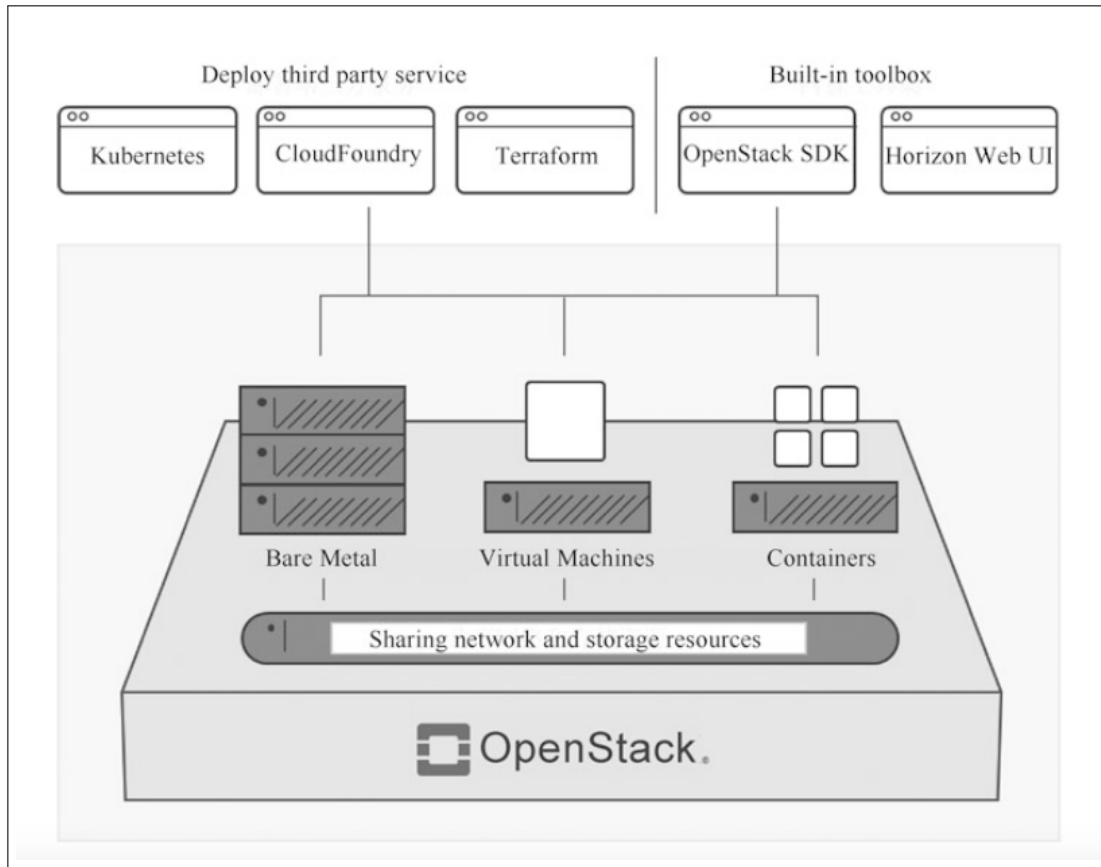 Deploy third party service
Built-in toolbox
Kubernetes
CloudFoundry
Terraform
OpenStack SDK
Horizon Web UI
Bare Metal
Virtual Machines
Containers
Sharing network and storage resources
OpenStack®